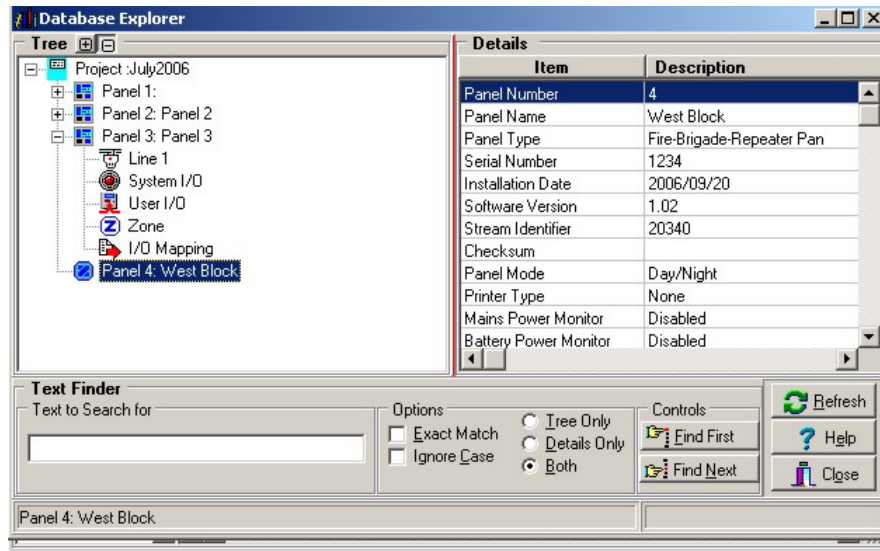 Database Explorer
Tree
Project :July2006
Panel 1:
Panel 2: Panel 2
Panel 3: Panel 3
Line 1
System I/O
User I/O
Z Zone
I/O Mapping
Panel 4: West Block
Details
Item Description
Panel Number 4
Panel Name West Block
Panel Type Fire-Brigade-Repeater Pan
Serial Number 1234
Installation Date 2006/09/20
Software Version 1.02
Stream Identifier 20340
Checksum
Panel Mode Day/Night
Printer Type None
Mains Power Monitor Disabled
Battery Power Monitor Disabled
Text Finder
Text to Search for
Options
Exact Match
Ignore Case
Tree Only
Details Only
Both
Controls
Find First
Find Next
Refresh
Help
Close
Panel 4: West Block